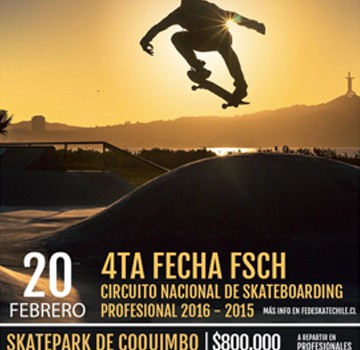 20
FEBRERO
4TA FECHA FSCH
CIRCUITO NACIONAL DE SKATEBOARDING
PROFESIONAL 2016 - 2015
MÁS INFO EN FEDESKATECHILE.CL
SKATEPARK DE COQUIMBO | $800.000
A REPARTIR EN
PROFESIONALES